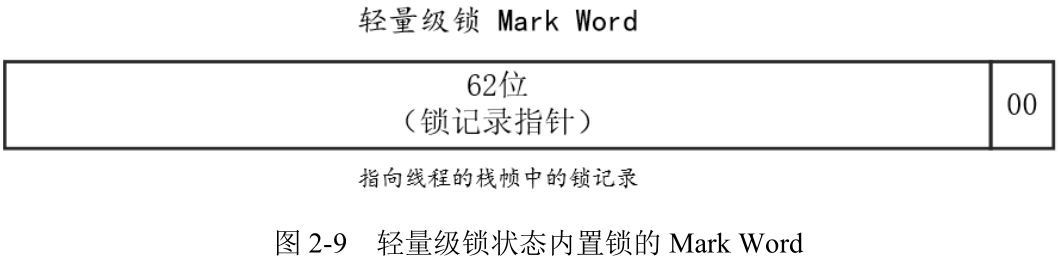 轻量级锁 Mark Word
62位
00
（锁记录指针）
指向线程的栈帧中的锁记录
图 2-9 轻量级锁状态内置锁的 Mark Word